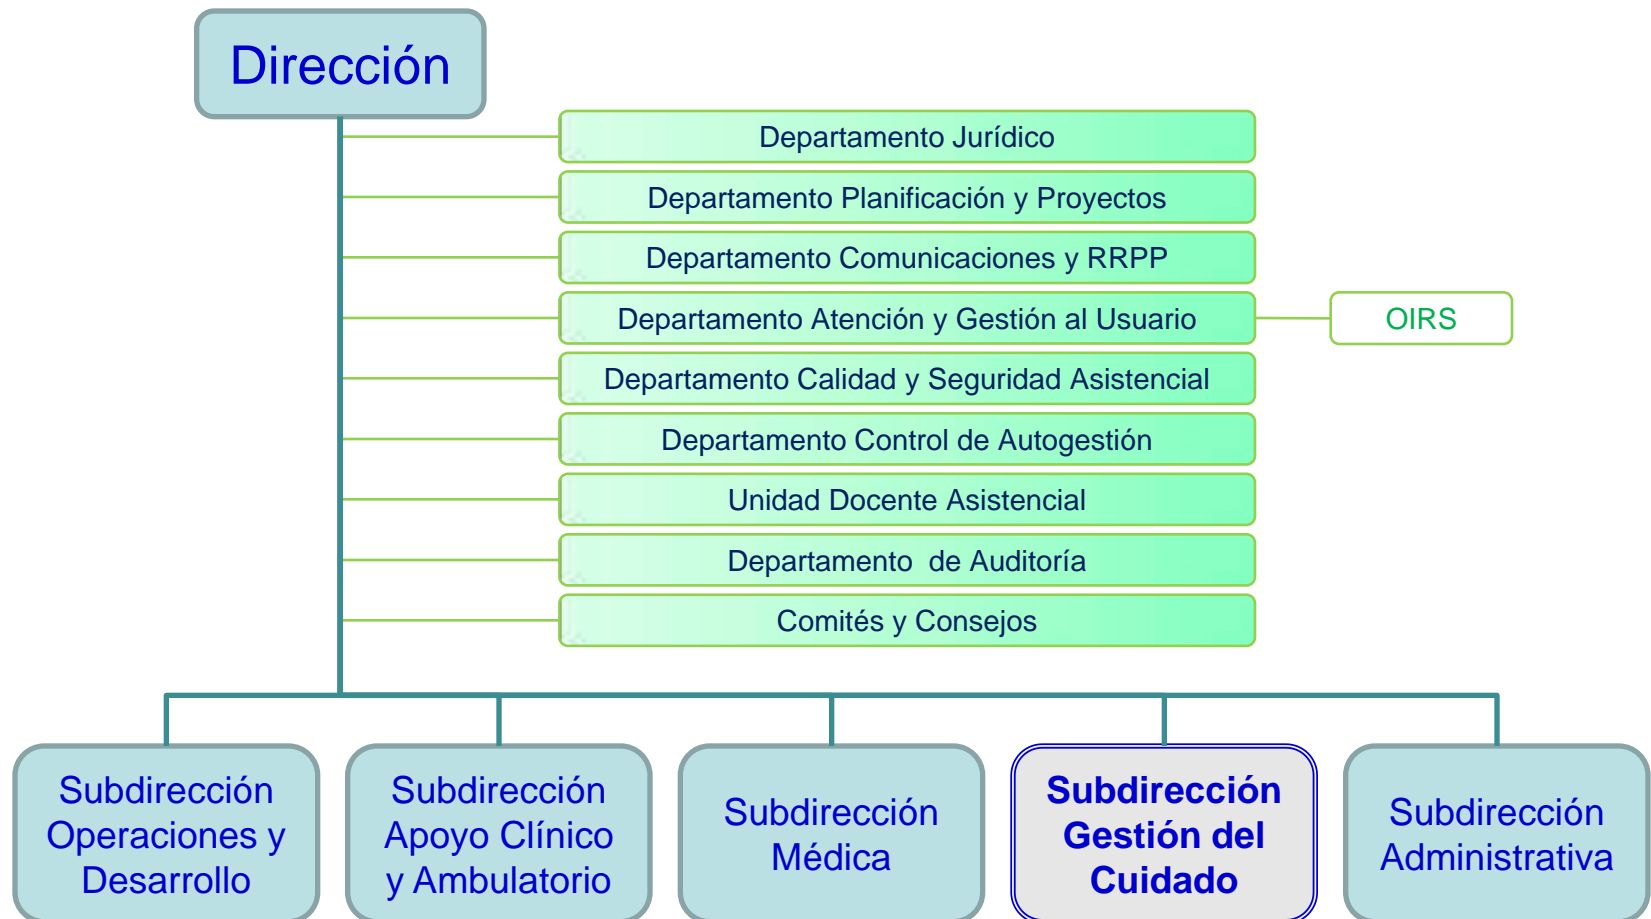 Dirección
Departamento Jurídico
Departamento Planificación y Proyectos
Departamento Comunicaciones y RRPP
Departamento Atención y Gestión al Usuario
OIRS
Departamento Calidad y Seguridad Asistencial
Departamento Control de Autogestión
Unidad Docente Asistencial
Departamento  de Auditoría
Comités y Consejos
Subdirección
Operaciones y
Desarrollo
Subdirección
Apoyo Clínico
y Ambulatorio
Subdirección
Médica
Subdirección
Gestión del
Cuidado
Subdirección
Administrativa